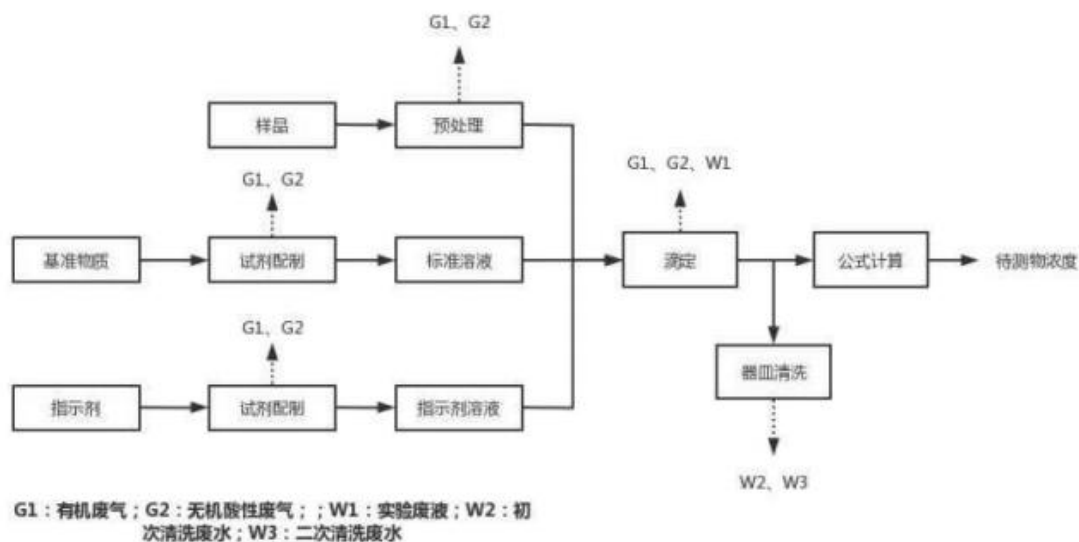 G1、G2
样品
预处理
G1、G2
G1、G2、W1
基准物质
试剂配制
标准溶液
滴定
公式计算
待测物浓度
G1、G2
器皿清洗
指示剂
试剂配制
指示剂溶液
W2、W3
G1：有机废气；G2：无机酸性废气；；W1：实验废液；W2：初
次清洗废水；W3：二次清洗废水